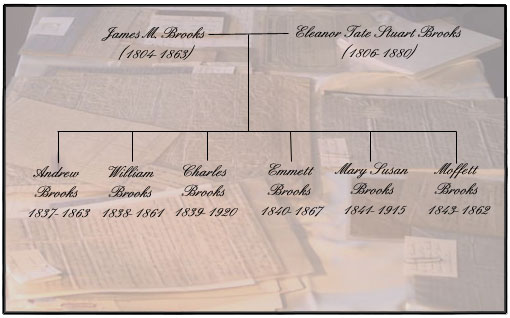 James M. Brooks
Eleanor Tate Stuart Brooks
(1804-1863)
(1806-1880)
Andrew Brooks
1837-1863
William Brooks
1838-1861
Charles Brooks
1839-1920
Emmett Brooks
1840-1867
Mary Susan Brooks
1841-1915
Moffett Brooks
1843-1862